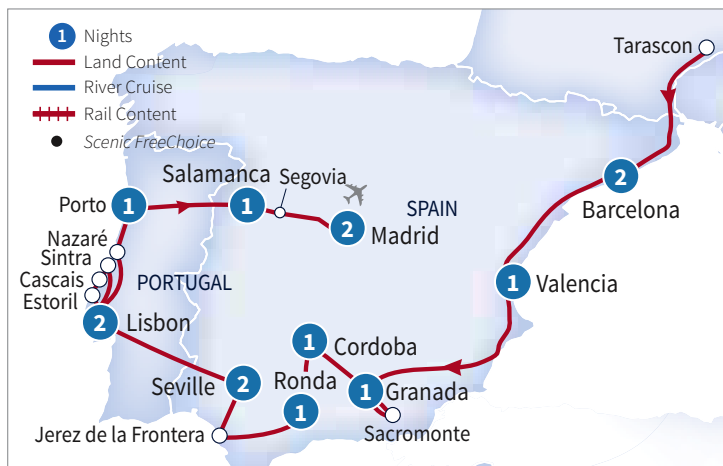 1 Nights
Land Content
River Cruise
Rail Content
Scenic FreeChoice
Tarascon
2
Barcelona
Salamanca
1
Segovia
Porto
1
SPAIN
2
Madrid
Nazaré
Sintra
Cascais
Estoril
PORTUGAL
1
Valencia
2
Lisbon
1
Cordoba
Seville
2
Ronda
1
1
Granada
Jerez de la Frontera
Sacromonte